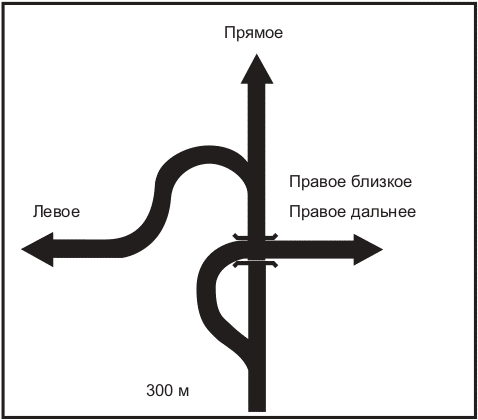 Прямое
Правое близкое
Левое
Правое дальнее
300 м